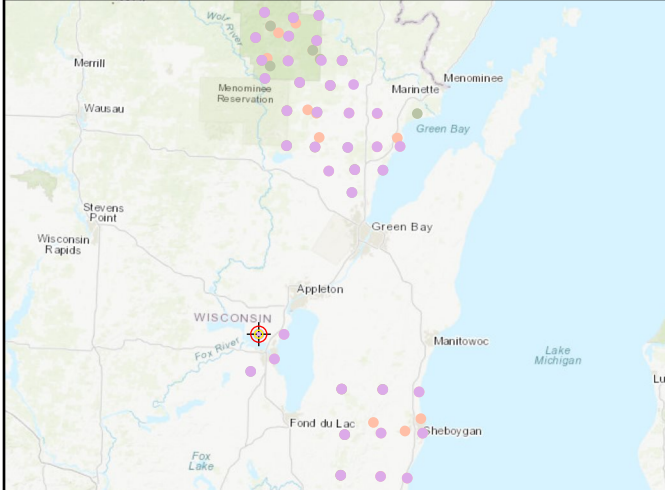 Wolf
River
Merrill
Menominee
Menominee
Reservation
Marinette
Wausau
Green Bay
Stevens
Point
Green Bay
Wisconsin
Rapids
Appleton
WISCONSIN
Manitowoc
Fox River
Lake
Michigan
Lu
Fond du Lac
Sheboygan
Fox
Lake